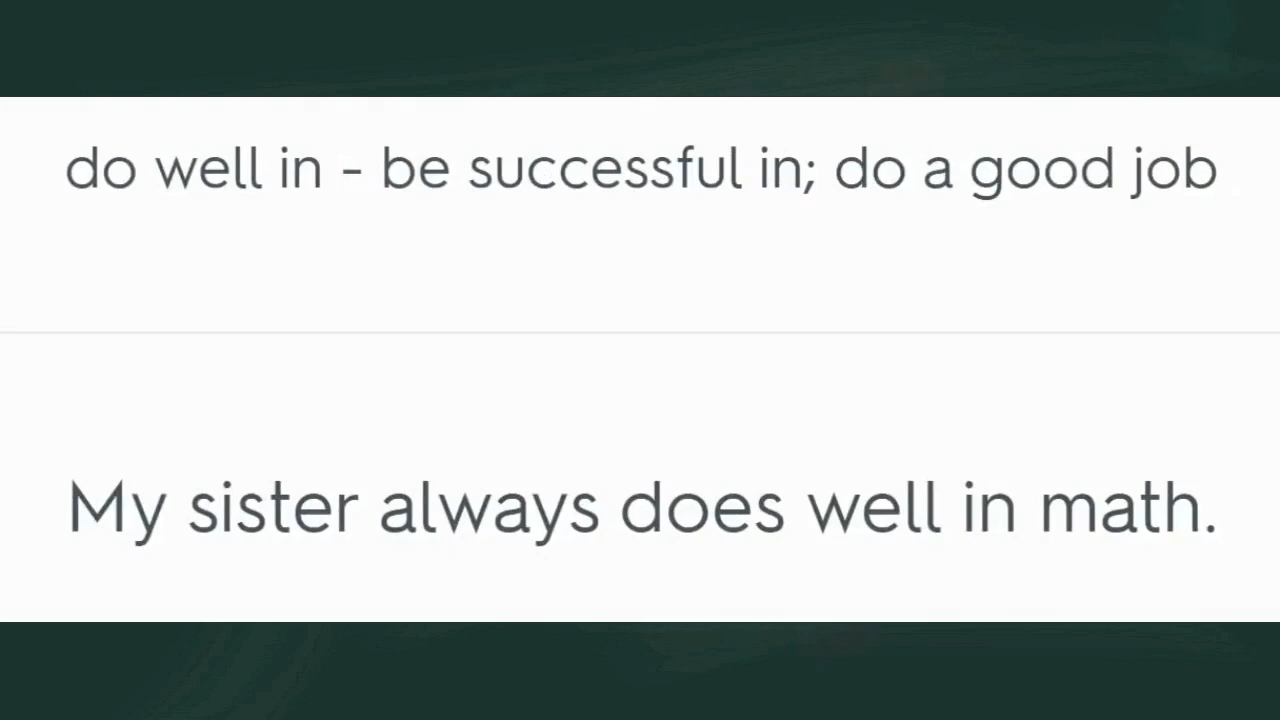 do well in - be successful in; do a good job
My sister always does well in math.